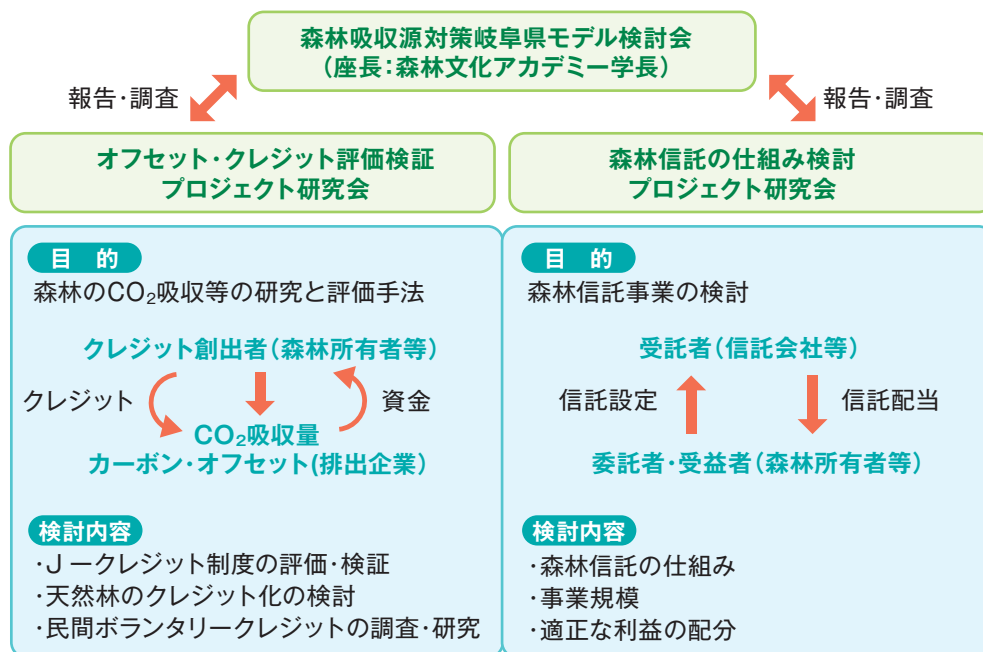 森林吸収源対策岐阜県モデル検討会
(座長:森林文化アカデミー学長)
報告・調査
報告・調査
オフセット・クレジット評価検証
プロジェクト研究会
森林信託の仕組み検討
プロジェクト研究会
目 的
森林のCO₂吸収等の研究と評価手法
クレジット創出者(森林所有者等)
クレジット
資金
CO₂吸収量
カーボン・オフセット(排出企業)
検討内容
・Jークレジット制度の評価・検証
・天然林のクレジット化の検討
・民間ボランタリークレジットの調査・研究
目 的
森林信託事業の検討
受託者(信託会社等)
信託設定
信託配当
委託者・受益者(森林所有者等)
検討内容
・森林信託の仕組み
・事業規模
・適正な利益の配分